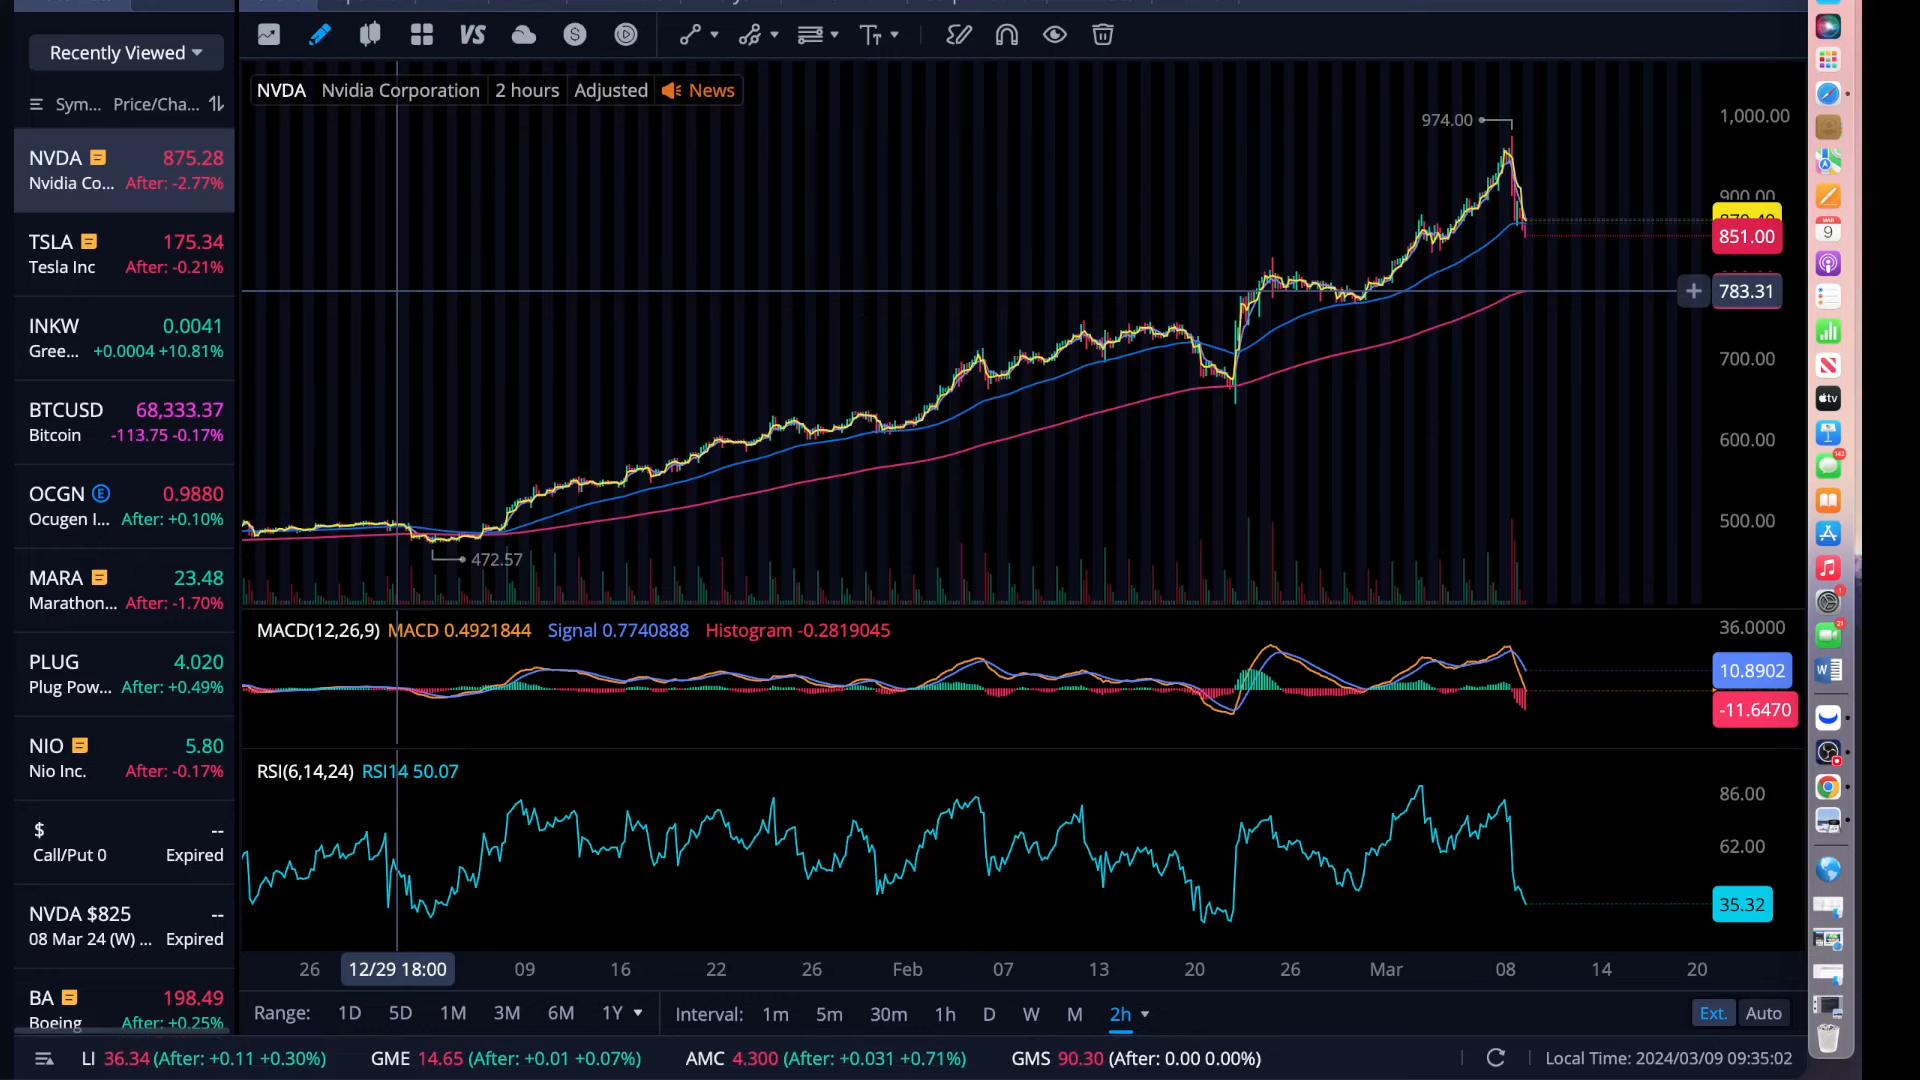 Recently Viewed
Sym... Price/Cha...
NVDA 875.28
Nvidia Co... After: -2.77%
TSLA 175.34
Tesla Inc After: -0.21%
INKW 0.0041
Gree... +0.0004 +10.81%
BTCUSD 68,333.37
Bitcoin -113.75 -0.17%
OCGN E 0.9880
Ocugen I... After: +0.10%
MARA 23.48
Marathon... After: -1.70%
PLUG 4.020
Plug Pow... After: +0.49%
NIO 5.80
Nio Inc. After: -0.17%
$ --
Call/Put 0 Expired
NVDA $825 --
08 Mar 24 (W) ... Expired
BA 198.49
Boeing After: +0.25%
VS S Tт
NVDA Nvidia Corporation 2 hours Adjusted News
974.00
472.57
1,000.00
900.00
851.00
783.31
700.00
600.00
500.00
MACD(12,26,9) MACD 0.4921844 Signal 0.7740888 Histogram -0.2819045
36.0000
10.8902
-11.6470
RSI(6,14,24) RSI14 50.07
86.00
62.00
35.32
26 12/29 18:00 09 16 22 26 Feb 07 13 20 26 Mar 08 14 20
Range: 1D 5D 1M 3M 6M 1Y Interval: 1m 5m 30m 1h D W M 2h Ext. Auto
LI 36.34 (After: +0.11 +0.30%) GME 14.65 (After: +0.01 +0.07%) AMC 4.300 (After: +0.031 +0.71%) GMS 90.30 (After: 0.00 0.00%) Local Time: 2024/03/09 09:35:02
MAR
9
tv
142
1
21
W